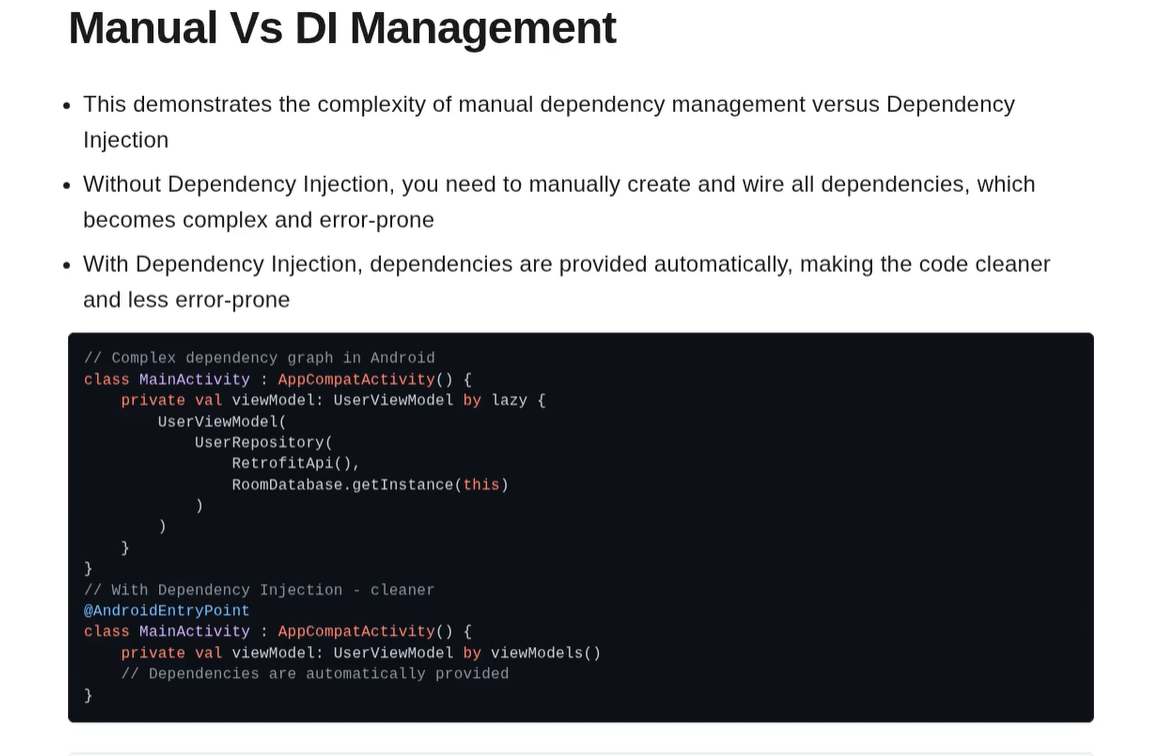 Manual Vs DI Management
• This demonstrates the complexity of manual dependency management versus Dependency
Injection
• Without Dependency Injection, you need to manually create and wire all dependencies, which
becomes complex and error-prone
• With Dependency Injection, dependencies are provided automatically, making the code cleaner
and less error-prone
// Complex dependency graph in Android
class MainActivity : AppCompatActivity() {
    private val viewModel: UserViewModel by lazy {
        UserViewModel(
            UserRepository(
                RetrofitApi(),
                RoomDatabase.getInstance(this)
            )
        )
    }
}
// With Dependency Injection - cleaner
@AndroidEntryPoint
class MainActivity : AppCompatActivity() {
    private val viewModel: UserViewModel by viewModels()
    // Dependencies are automatically provided
}